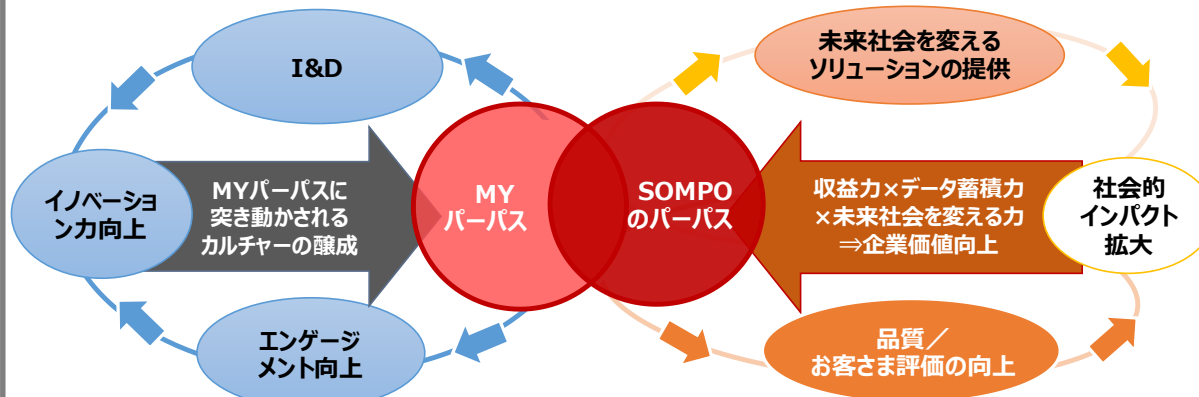 I&D
イノベーショ
ン力向上
エンゲージ
メント向上
MYパーパスに
突き動かされる
カルチャーの醸成
MY
パーパス
SOMPO
のパーパス
収益力×データ蓄積力
×未来社会を変える力
⇒企業価値向上
未来社会を変える
ソリューションの提供
社会的
インパクト
拡大
品質／
お客さま評価の向上